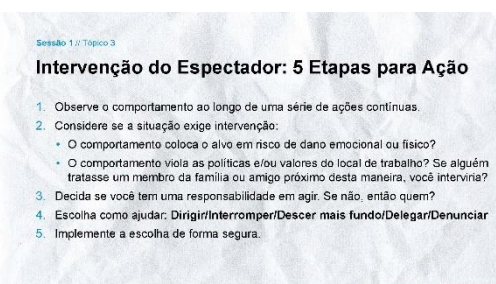 Sessão 1 // Tópico 3
Intervenção do Espectador: 5 Etapas para Ação
1. Observe o comportamento ao longo de uma série de ações contínuas.
2. Considere se a situação exige intervenção:
• O comportamento coloca o alvo em risco de dano emocional ou físico?
• O comportamento viola as políticas e/ou valores do local de trabalho? Se alguém
tratasse um membro da família ou amigo próximo desta maneira, você interviria?
3. Decida se você tem uma responsabilidade em agir. Se não, então quem?
4. Escolha como ajudar: Dirigir/Interromper/Descer mais fundo/Delegar/Denunciar
5. Implemente a escolha de forma segura.